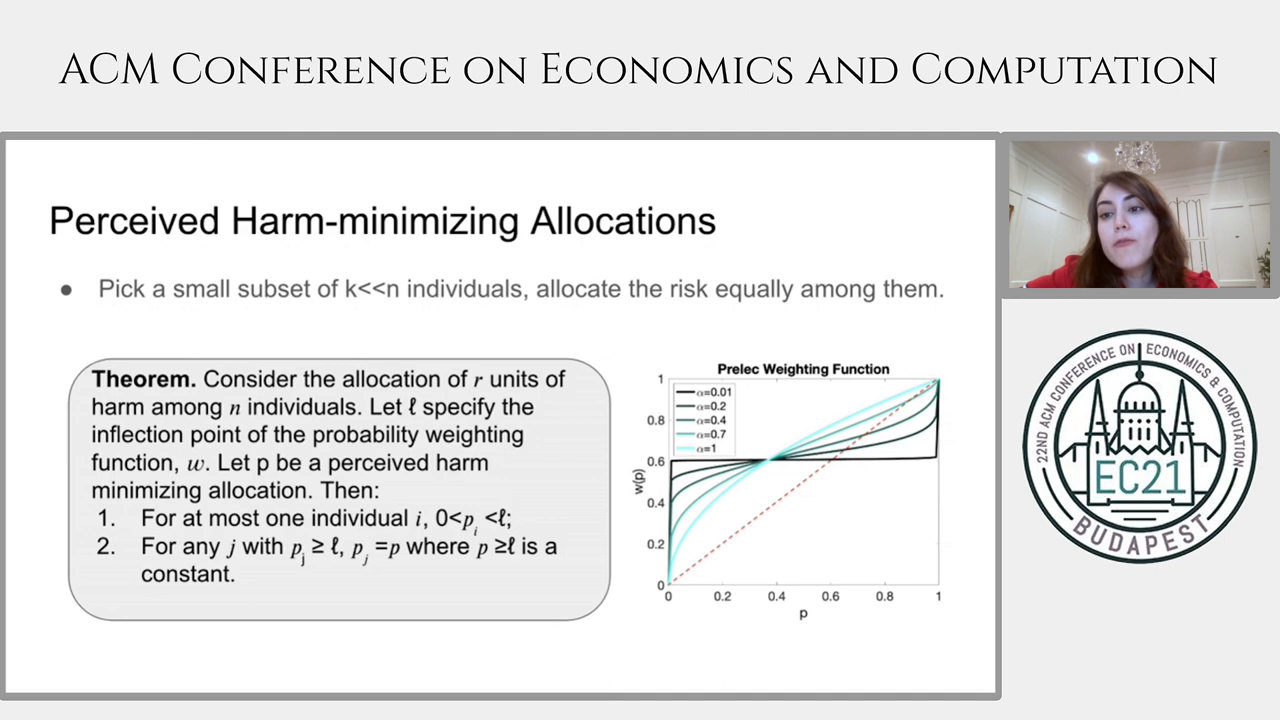 ACM CONFERENCE ON ECONOMICS AND COMPUTATION
Perceived Harm-minimizing Allocations
● Pick a small subset of k<<n individuals, allocate the risk equally among them.
Theorem. Consider the allocation of r units of
harm among n individuals. Let ℓ specify the
inflection point of the probability weighting
function, w. Let p be a perceived harm
minimizing allocation. Then:
1. For at most one individual i, 0<pᵢ <ℓ;
2. For any j with pⱼ ≥ ℓ, pⱼ =p where p ≥ℓ is a
constant.
Prelec Weighting Function
α=0.01
α=0.2
α=0.4
α=0.7
α=1
w(p)
1
0.8
0.6
0.4
0.2
0
0 0.2 0.4 0.6 0.8 1
p
22ND ACM CONFERENCE ON ECONOMICS & COMPUTATION
EC21
BUDAPEST